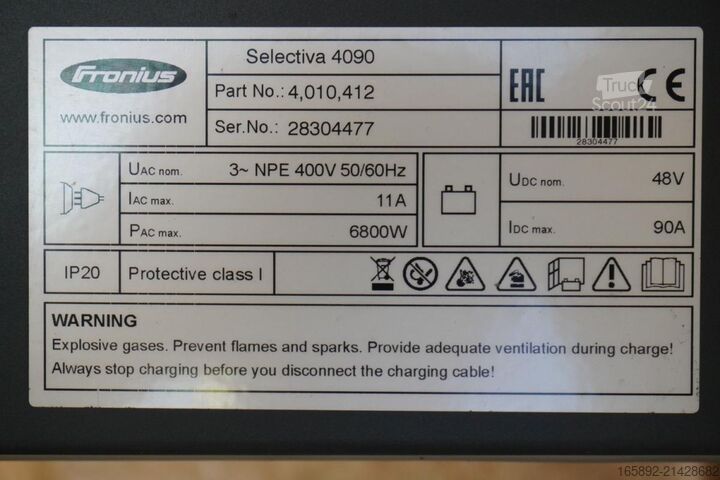 Fronius
www.fronius.com
Selectiva 4090
Part No.: 4,010,412
Ser.No.: 28304477
EAC CE
Truck
Scout24
28304477
UAC nom. 3~ NPE 400V 50/60Hz
IAC max. 11A
PAC max. 6800W
UDC nom. 48V
IDC max. 90A
IP20 Protective class I
WARNING
Explosive gases. Prevent flames and sparks. Provide adequate ventilation during charge!
Always stop charging before you disconnect the charging cable!
165892-21428682